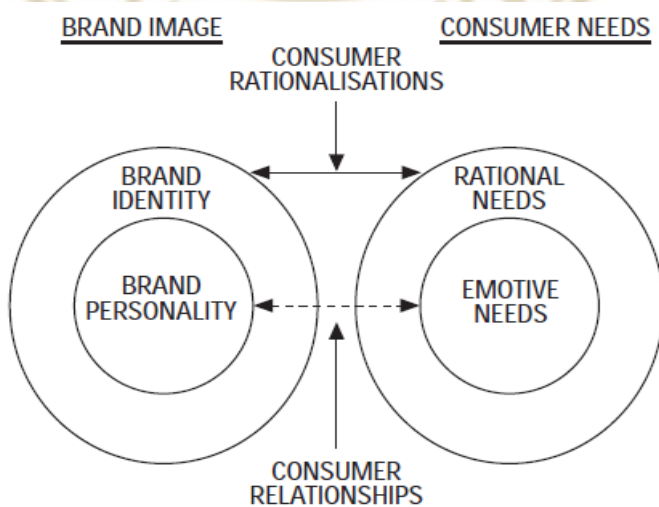 BRAND IMAGE
CONSUMER NEEDS
CONSUMER
RATIONALISATIONS
BRAND
IDENTITY
RATIONAL
NEEDS
BRAND
PERSONALITY
EMOTIVE
NEEDS
CONSUMER
RELATIONSHIPS